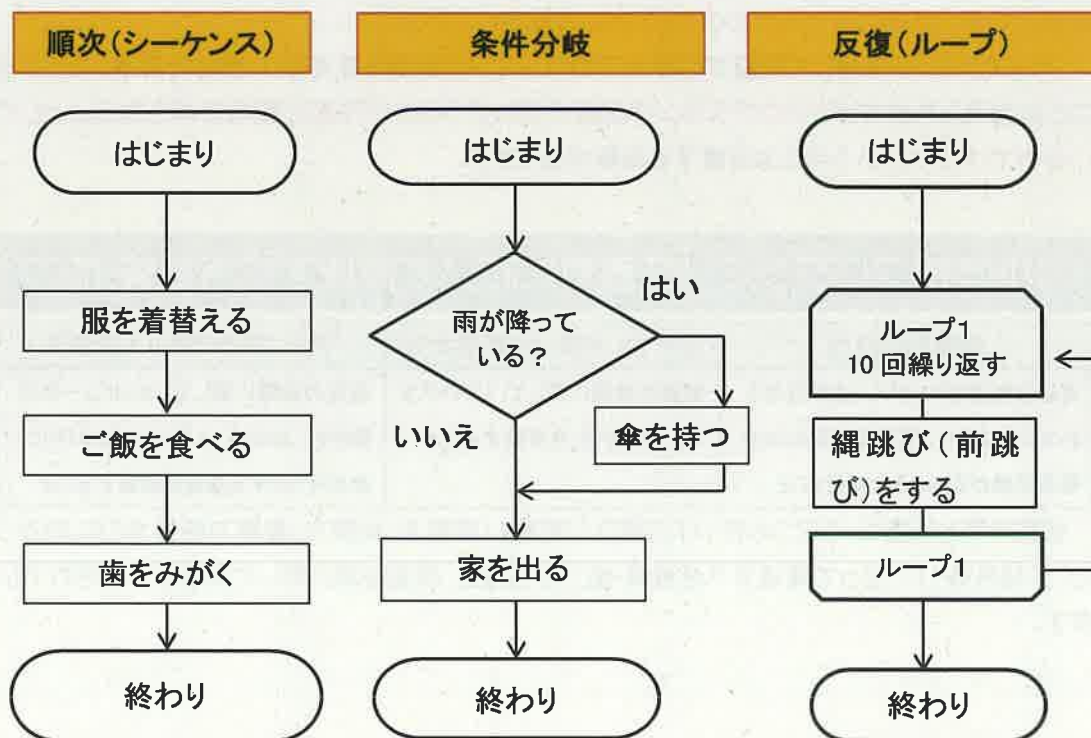 順次(シーケンス)
はじまり
服を着替える
ご飯を食べる
歯をみがく
終わり
条件分岐
はじまり
雨が降って
いる?
はい
いいえ
傘を持つ
家を出る
終わり
反復(ループ)
はじまり
ループ1
10回繰り返す
縄跳び(前跳
び)をする
ループ1
終わり